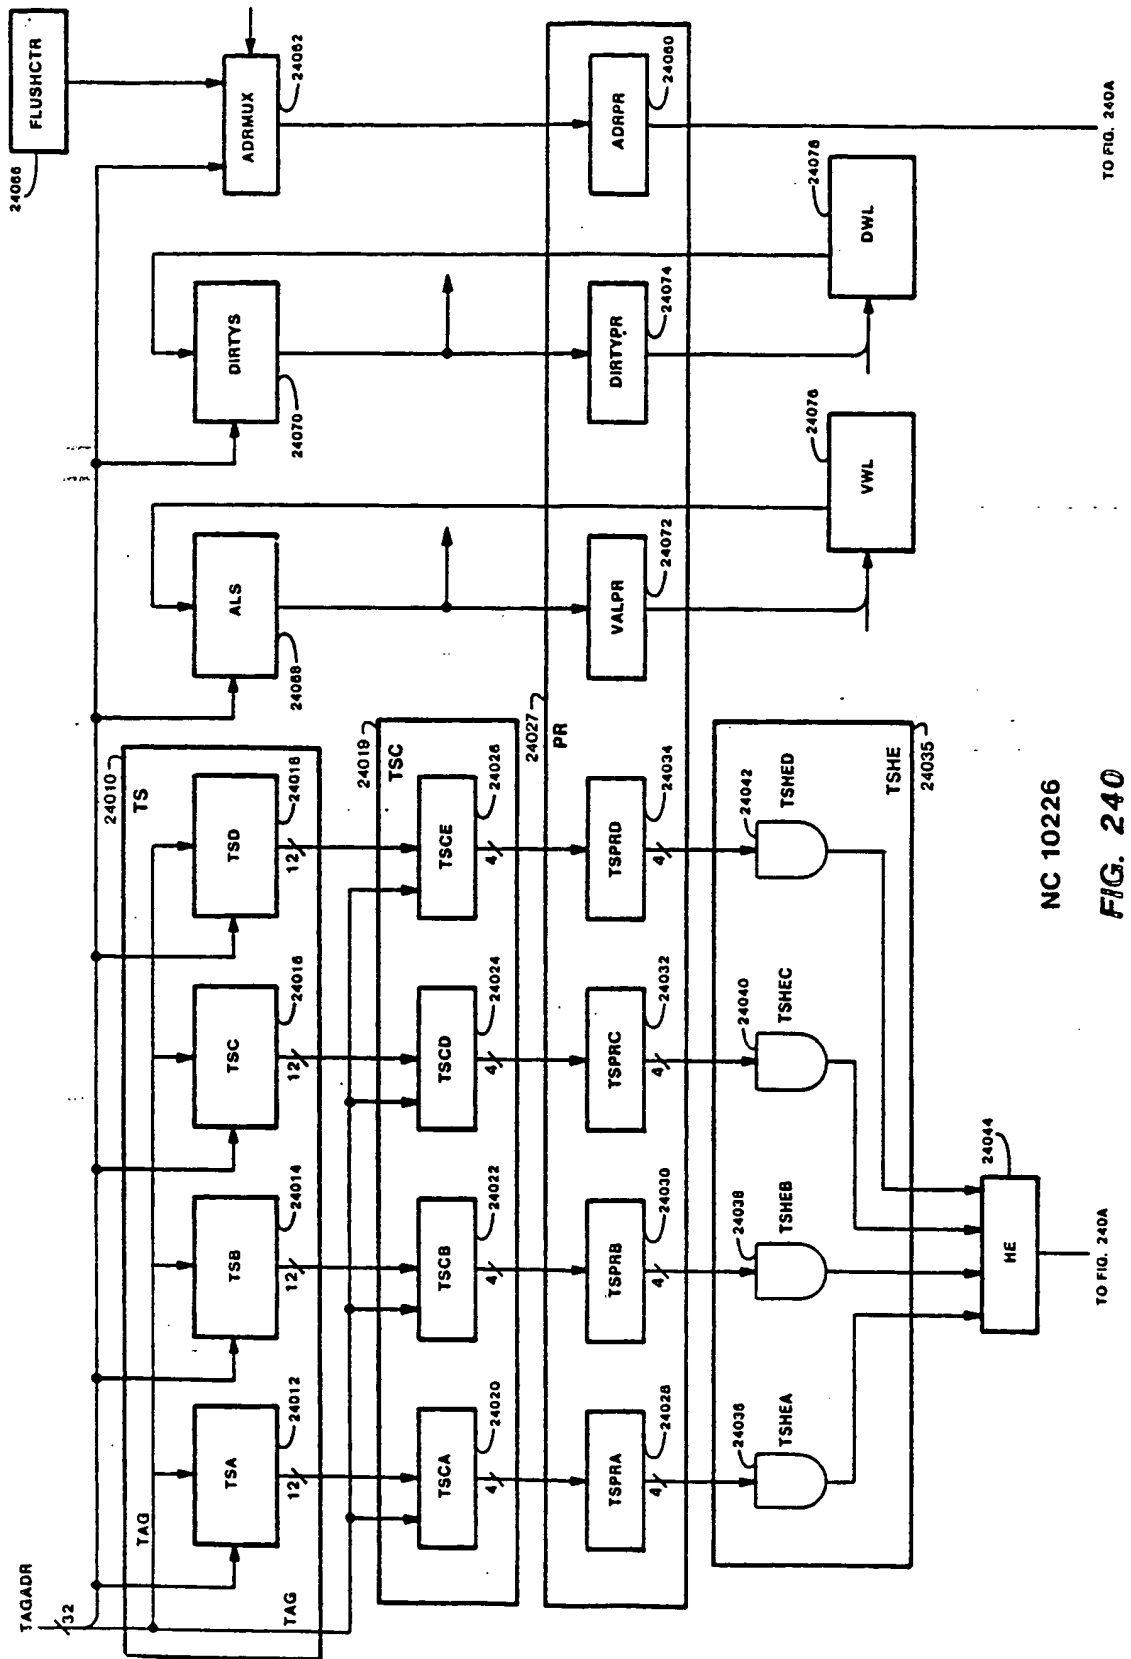 TAGADR
32
FLUSHCTR
24066
ADRMUX
24062
24010
TS
TAG
TAG
TSA
24012
12
TSB
24014
12
TSC
24016
12
TSD
24018
12
ALS
24068
DIRTYS
24070
24019
TSC
TSCA
24020
4
TSCB
24022
4
TSCD
24024
4
TSCE
24026
4
24027
PR
TSPRA
24028
4
TSPRB
24030
4
TSPRC
24032
4
TSPRD
24034
4
VALPR
24072
DIRTYPR
24074
ADRPR
24060
24036
TSHEA
24038
TSHEB
24040
TSHEC
24042
TSHED
TSHE
24035
VWL
24076
DWL
24078
HE
24044
TO FIG. 240A
TO FIG. 240A
NC 10226
FIG. 240